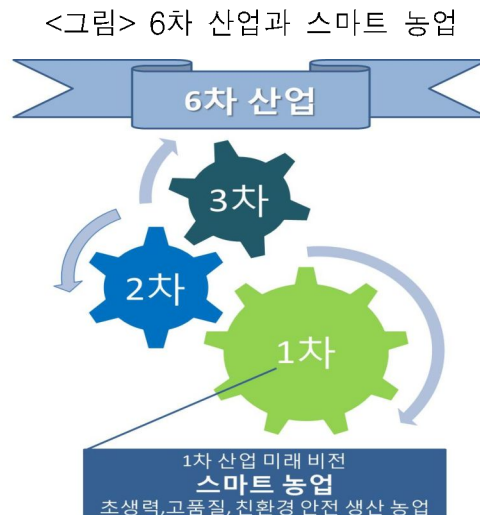 <그림> 6차 산업과 스마트 농업
6차 산업
3차
2차
1차
1차 산업 미래 비전
스마트 농업
초생력,고품질, 친환경 안전 생산 농업